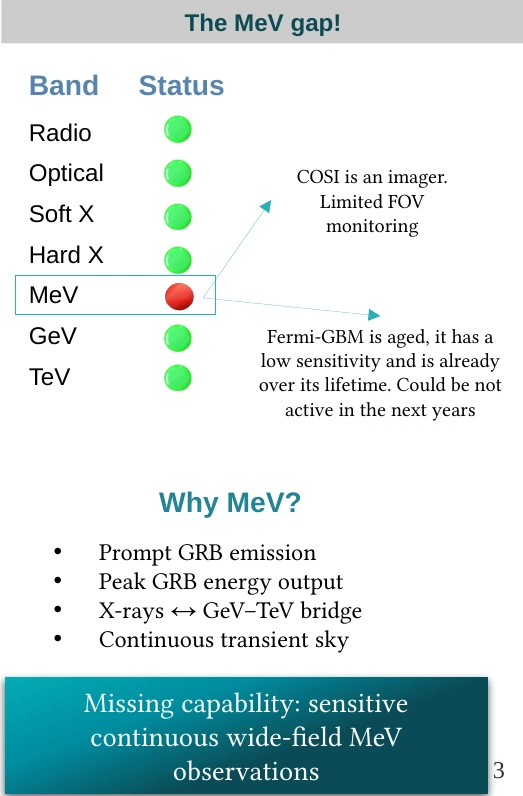 The MeV gap!
Band Status
Radio
Optical
Soft X
Hard X
MeV
GeV
TeV
COSI is an imager.
Limited FOV
monitoring
Fermi-GBM is aged, it has a
low sensitivity and is already
over its lifetime. Could be not
active in the next years
Why MeV?
• Prompt GRB emission
• Peak GRB energy output
• X-rays ↔ GeV–TeV bridge
• Continuous transient sky
Missing capability: sensitive
continuous wide-field MeV
observations
3